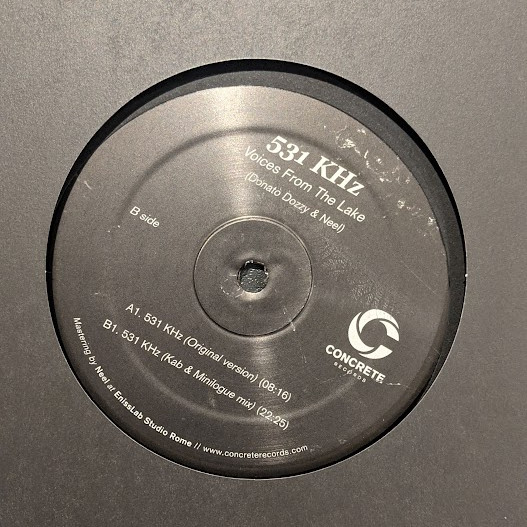 531 KHz
Voices From The Lake
(Donato Dozzy & Neel)
B side
A1. 531 KHz (Original version) (08:16)
B1. 531 KHz (Kab & Minilogue mix) (22:25)
CONCRETE
RECORDS
Mastering by Neel at EnissLab Studio Rome // www.concreterecords.com